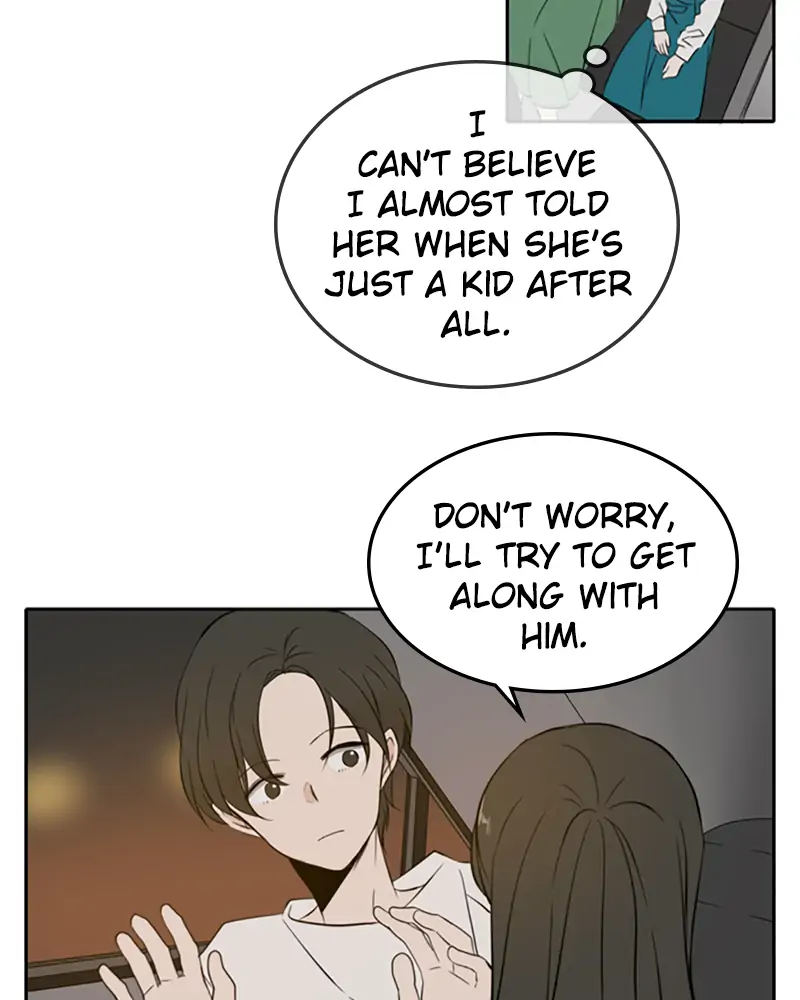 I
CAN'T BELIEVE
I ALMOST TOLD
HER WHEN SHE'S
JUST A KID AFTER
ALL.
DON'T WORRY,
I'LL TRY TO GET
ALONG WITH
HIM.